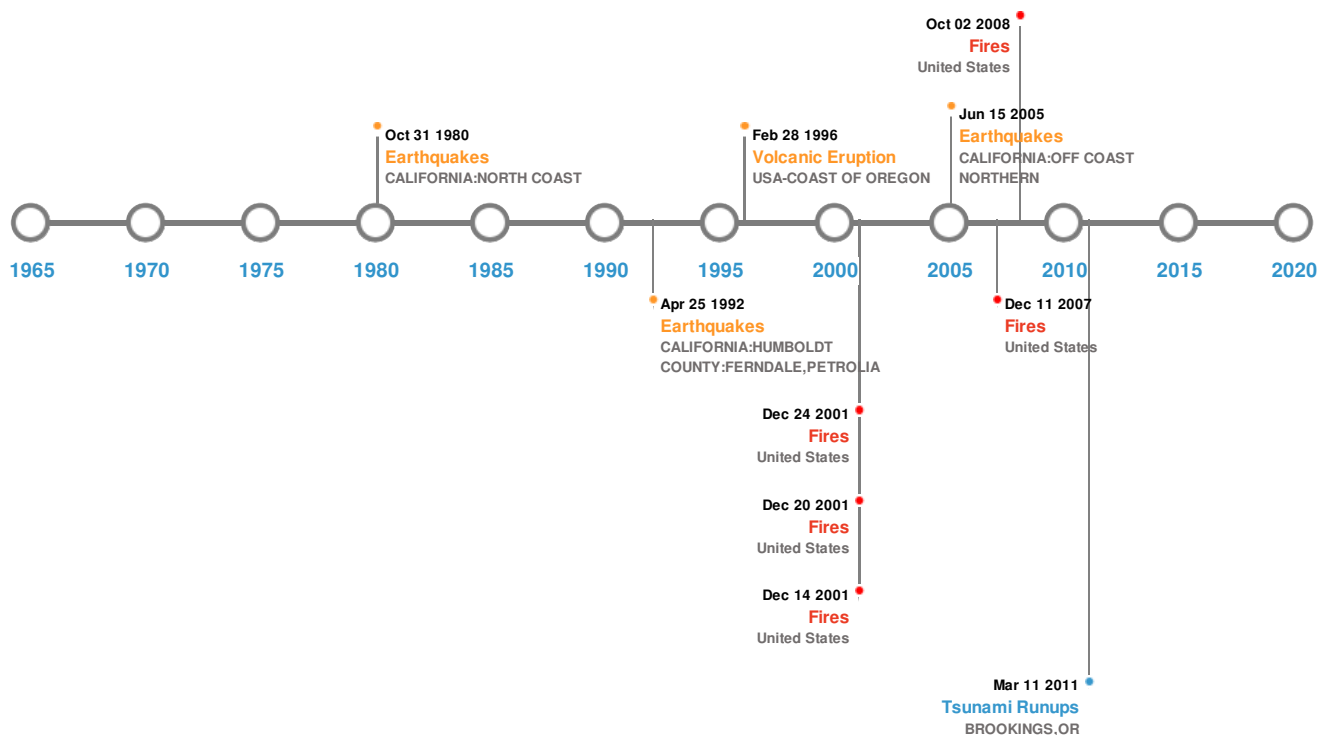 Oct 02 2008
Fires
United States
Jun 15 2005
Earthquakes
CALIFORNIA:OFF COAST
NORTHERN
Oct 31 1980
Earthquakes
CALIFORNIA:NORTH COAST
Feb 28 1996
Volcanic Eruption
USA-COAST OF OREGON
1965 1970 1975 1980 1985 1990 1995 2000 2005 2010 2015 2020
Apr 25 1992
Earthquakes
CALIFORNIA:HUMBOLDT
COUNTY:FERNDALE,PETROLIA
Dec 11 2007
Fires
United States
Dec 24 2001
Fires
United States
Dec 20 2001
Fires
United States
Dec 14 2001
Fires
United States
Mar 11 2011
Tsunami Runups
BROOKINGS,OR